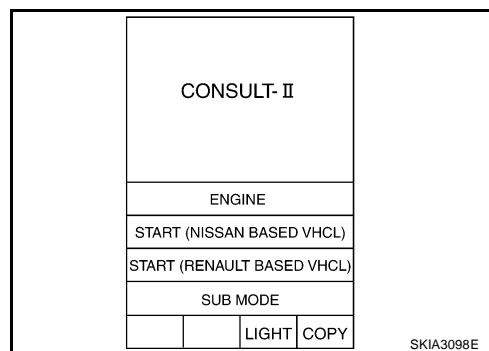 CONSULT-Ⅱ
ENGINE
START (NISSAN BASED VHCL)
START (RENAULT BASED VHCL)
SUB MODE
LIGHT COPY
SKIA3098E